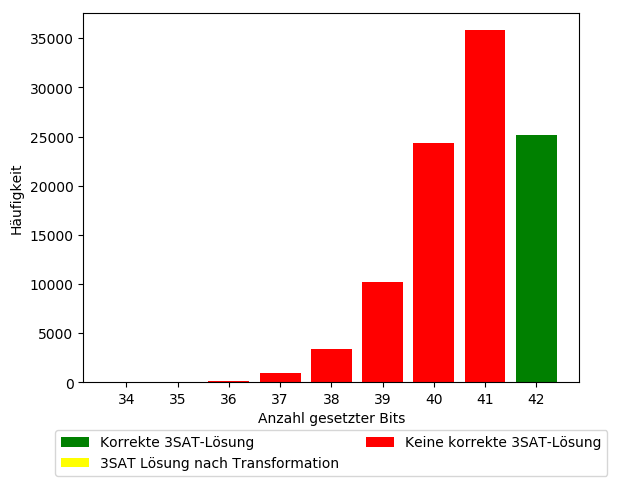 35000
30000
25000
20000
15000
10000
5000
0
Häufigkeit
34 35 36 37 38 39 40 41 42
Anzahl gesetzter Bits
Korrekte 3SAT-Lösung
3SAT Lösung nach Transformation
Keine korrekte 3SAT-Lösung